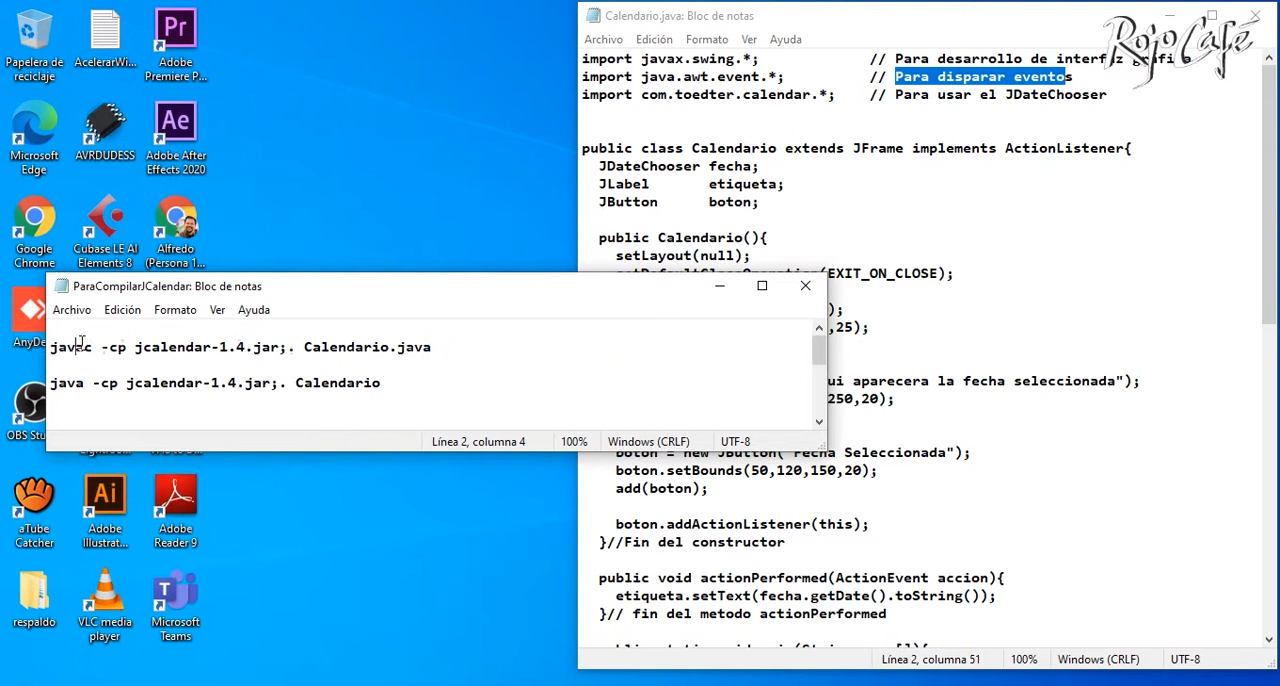 Papelera de
reciclaje
AcelerarWi...
Adobe
Premiere P...
Microsoft
Edge
AVRDUDESS
Adobe After
Effects 2020
Google
Chrome
Cubase LE AI
Elements 8
Alfredo
(Persona 1...
AnyDe
OBS Stu
aTube
Catcher
Adobe
Illustrat...
Adobe
Reader 9
respaldo
VLC media
player
Microsoft
Teams
Pr
Ae
Ai
Calendario.java: Bloc de notas
Archivo Edición Formato Ver Ayuda
RojoCafé
import javax.swing.*; // Para desarrollo de interfaz grafica
import java.awt.event.*; // Para disparar eventos
import com.toedter.calendar.*; // Para usar el JDateChooser
public class Calendario extends JFrame implements ActionListener{
JDateChooser fecha;
JLabel etiqueta;
JButton boton;
public Calendario(){
setLayout(null);
setDefaultCloseOperation(EXIT_ON_CLOSE);
);
,25);
ui aparecera la fecha seleccionada");
250,20);
boton = new JButton("Fecha Seleccionada");
boton.setBounds(50,120,150,20);
add(boton);
boton.addActionListener(this);
}//Fin del constructor
public void actionPerformed(ActionEvent accion){
etiqueta.setText(fecha.getDate().toString());
}// fin del metodo actionPerformed
Línea 2, columna 51 100% Windows (CRLF) UTF-8
ParaCompilarJCalendar: Bloc de notas
Archivo Edición Formato Ver Ayuda
javac -cp jcalendar-1.4.jar;. Calendario.java
java -cp jcalendar-1.4.jar;. Calendario
Línea 2, columna 4 100% Windows (CRLF) UTF-8